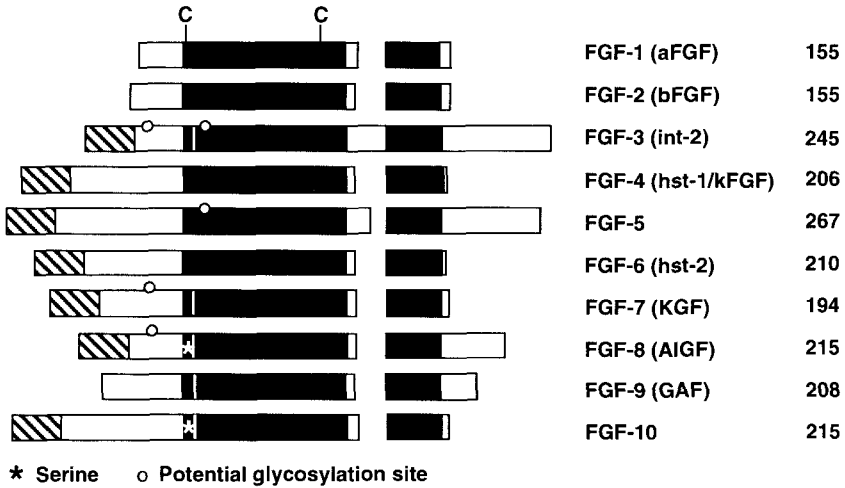 C C
FGF-1 (aFGF) 155
FGF-2 (bFGF) 155
FGF-3 (int-2) 245
FGF-4 (hst-1/kFGF) 206
FGF-5 267
FGF-6 (hst-2) 210
FGF-7 (KGF) 194
FGF-8 (AIGF) 215
FGF-9 (GAF) 208
FGF-10 215
* Serine o Potential glycosylation site